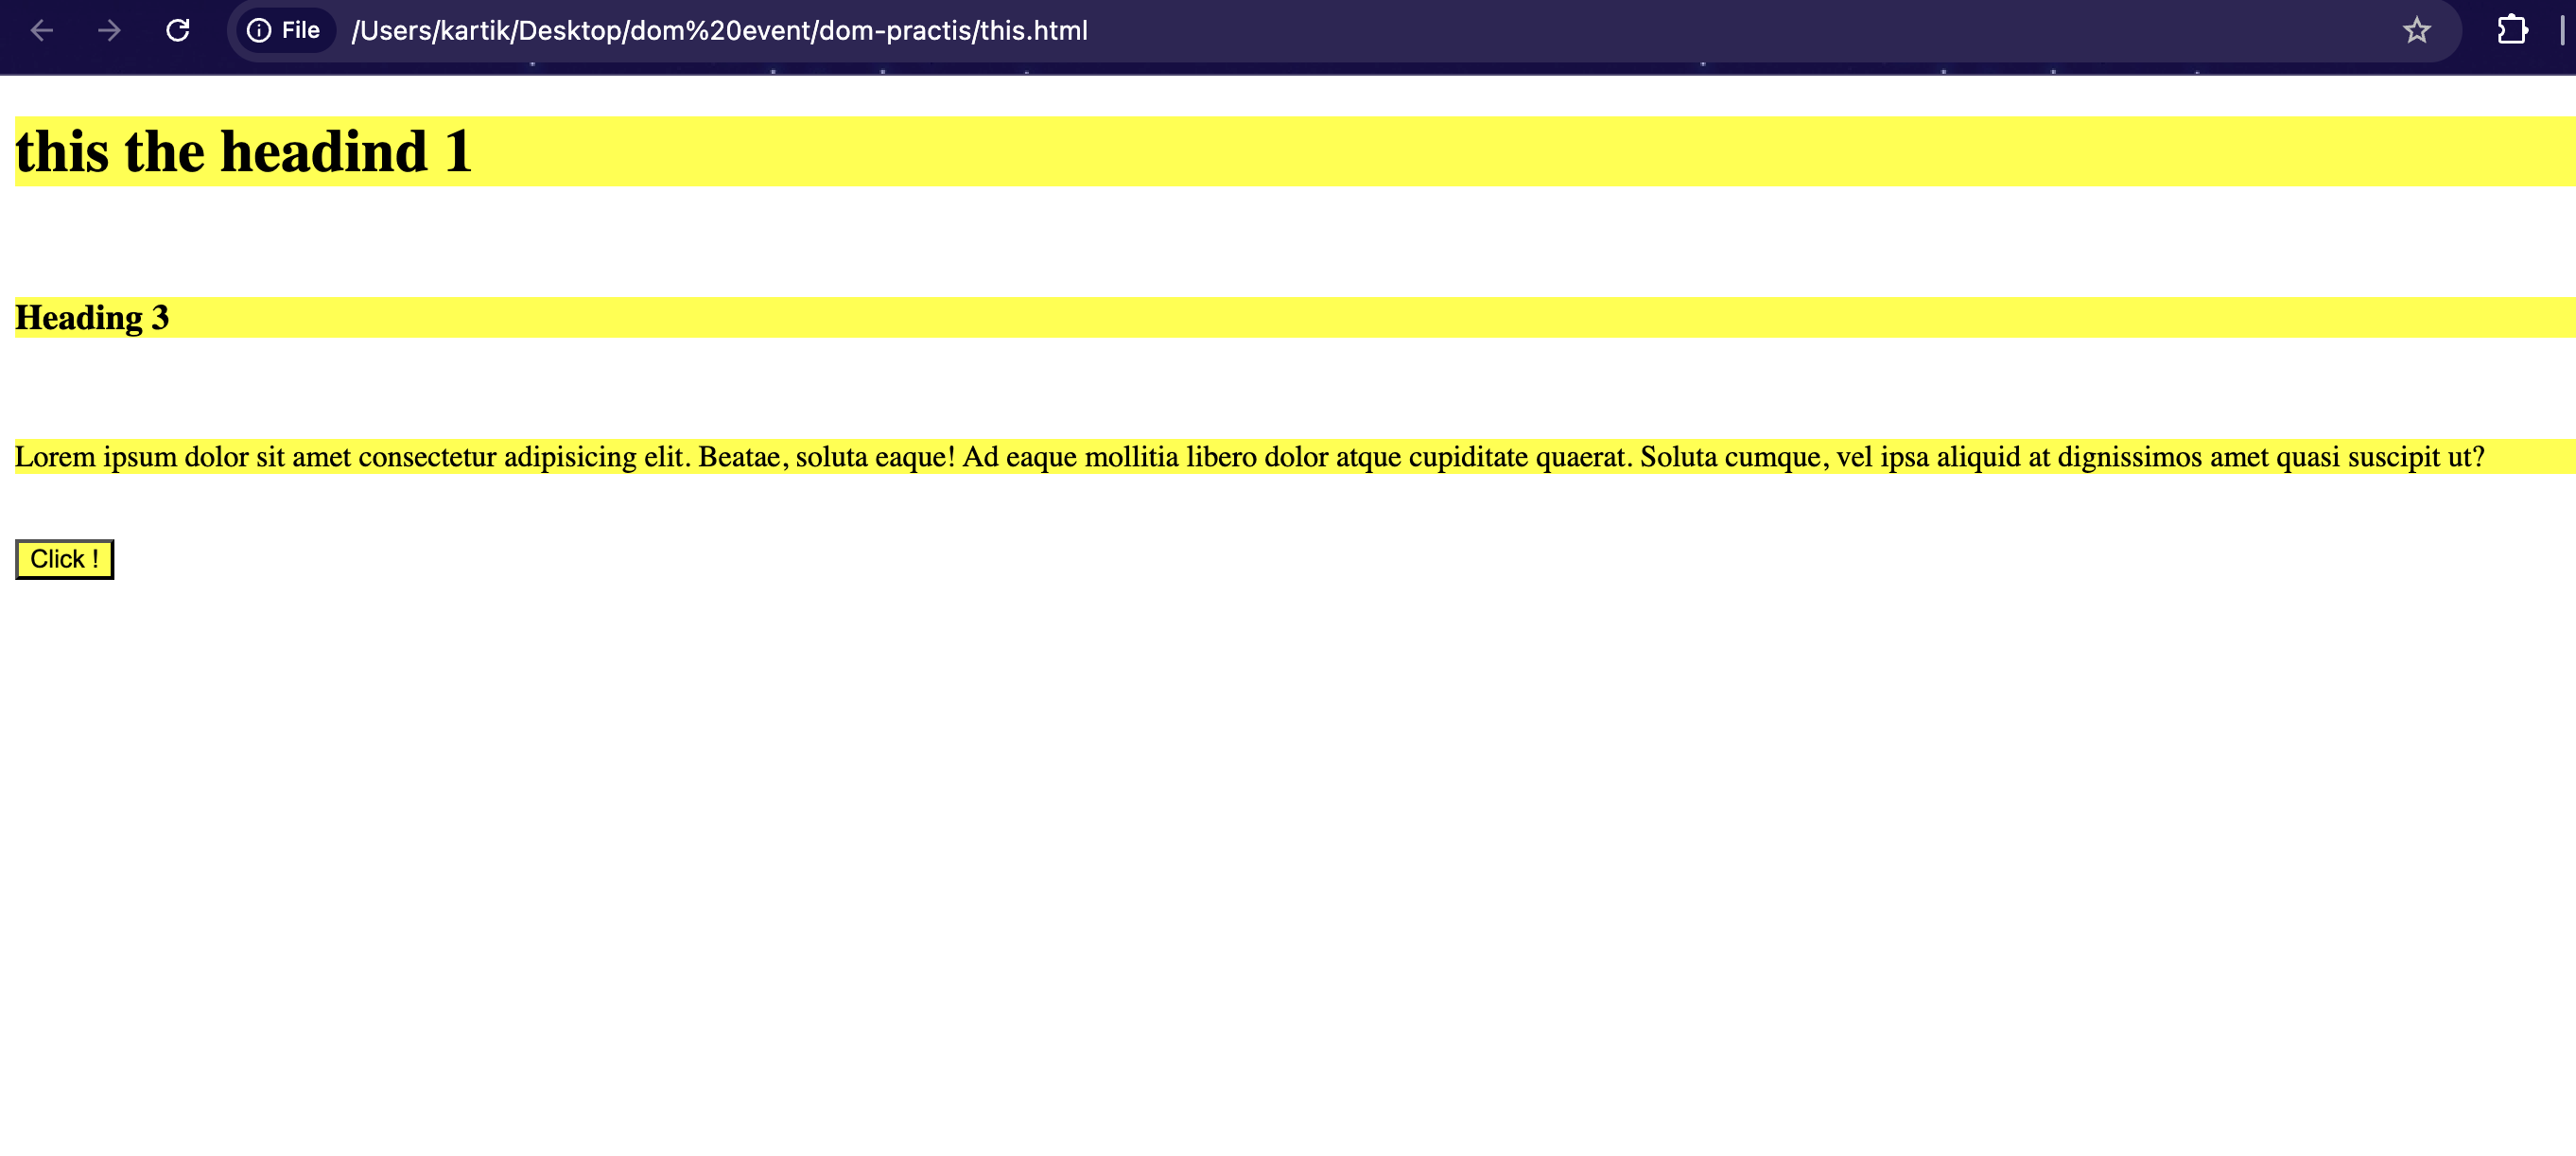 File /Users/kartik/Desktop/dom%20event/dom-practis/this.html
this the headind 1
Heading 3
Lorem ipsum dolor sit amet consectetur adipisicing elit. Beatae, soluta eaque! Ad eaque mollitia libero dolor atque cupiditate quaerat. Soluta cumque, vel ipsa aliquid at dignissimos amet quasi suscipit ut?
Click !